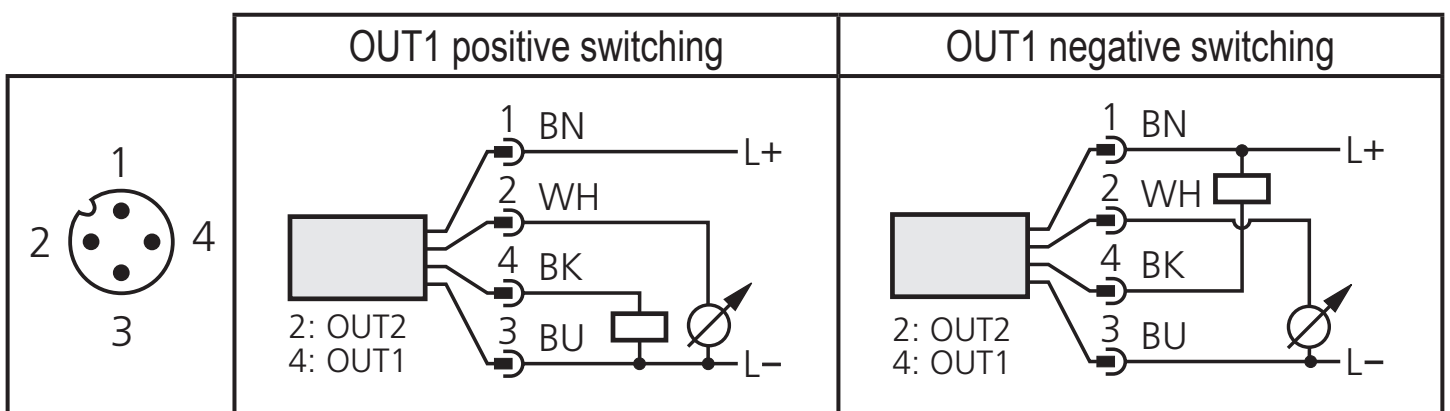 OUT1 positive switching
OUT1 negative switching
1
2 4
3
1 BN
L+
2 WH
4 BK
3 BU
L–
2: OUT2
4: OUT1
1 BN
L+
2 WH
4 BK
3 BU
L–
2: OUT2
4: OUT1